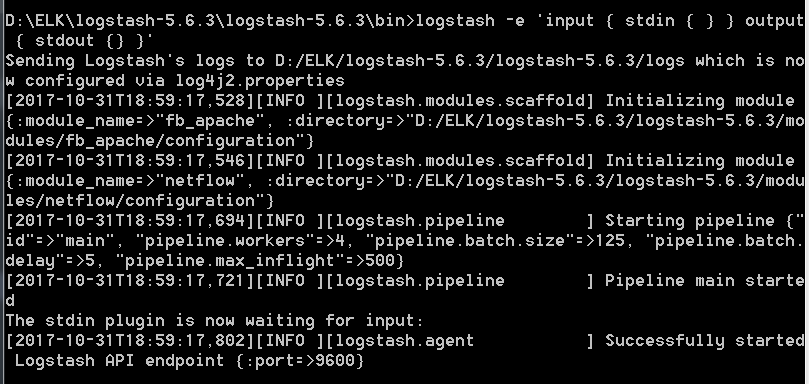 D:\ELK\logstash-5.6.3\logstash-5.6.3\bin>logstash -e 'input { stdin { } } output
 { stdout {} }'
Sending Logstash's logs to D:/ELK/logstash-5.6.3/logstash-5.6.3/logs which is no
w configured via log4j2.properties
[2017-10-31T18:59:17,528][INFO ][logstash.modules.scaffold] Initializing module
{:module_name=>"fb_apache", :directory=>"D:/ELK/logstash-5.6.3/logstash-5.6.3/mo
dules/fb_apache/configuration"}
[2017-10-31T18:59:17,546][INFO ][logstash.modules.scaffold] Initializing module
{:module_name=>"netflow", :directory=>"D:/ELK/logstash-5.6.3/logstash-5.6.3/modu
les/netflow/configuration"}
[2017-10-31T18:59:17,694][INFO ][logstash.pipeline        ] Starting pipeline {"
id"=>"main", "pipeline.workers"=>4, "pipeline.batch.size"=>125, "pipeline.batch.
delay"=>5, "pipeline.max_inflight"=>500}
[2017-10-31T18:59:17,721][INFO ][logstash.pipeline        ] Pipeline main starte
d
The stdin plugin is now waiting for input:
[2017-10-31T18:59:17,802][INFO ][logstash.agent           ] Successfully started
 Logstash API endpoint {:port=>9600}